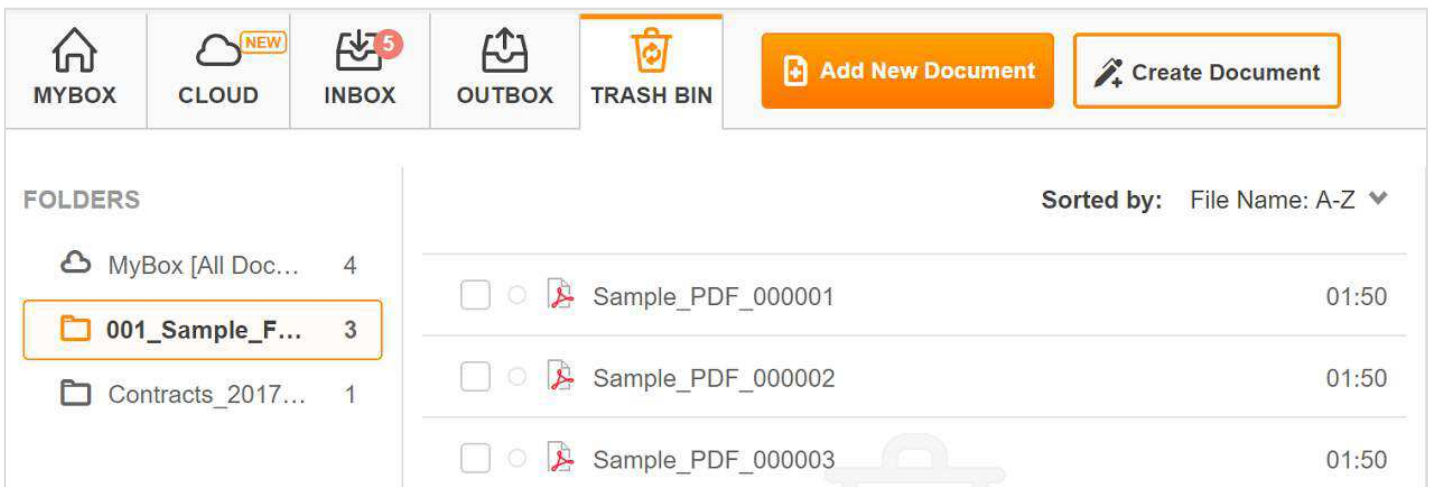 NEW
5
MYBOX CLOUD INBOX OUTBOX TRASH BIN
Add New Document
Create Document
FOLDERS
Sorted by: File Name: A-Z
MyBox [All Doc... 4
001_Sample_F... 3
Contracts_2017... 1
Sample_PDF_000001 01:50
Sample_PDF_000002 01:50
Sample_PDF_000003 01:50